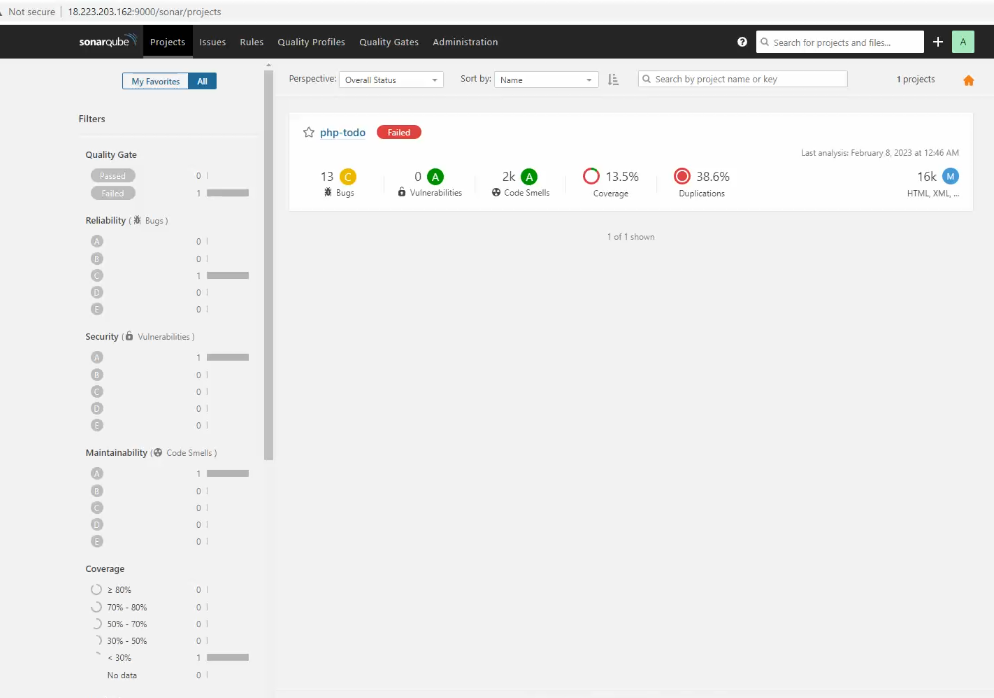 Not secure 18.223.203.162:9000/sonar/projects
sonarqube Projects Issues Rules Quality Profiles Quality Gates Administration ? Search for projects and files... + A
My Favorites All Perspective: Overall Status Sort by: Name Search by project name or key 1 projects
Filters
php-todo Failed
Last analysis: February 8, 2023 at 12:46 AM
13 C 0 A 2k A 13.5% 38.6% 16k M
Bugs Vulnerabilities Code Smells Coverage Duplications HTML, XML, ...
1 of 1 shown
Quality Gate
Passed 0
Failed 1
Reliability ( Bugs )
A 0
B 0
C 1
D 0
E 0
Security ( Vulnerabilities )
A 1
B 0
C 0
D 0
E 0
Maintainability ( Code Smells )
A 1
B 0
C 0
D 0
E 0
Coverage
≥ 80% 0
70% - 80% 0
50% - 70% 0
30% - 50% 0
< 30% 1
No data 0